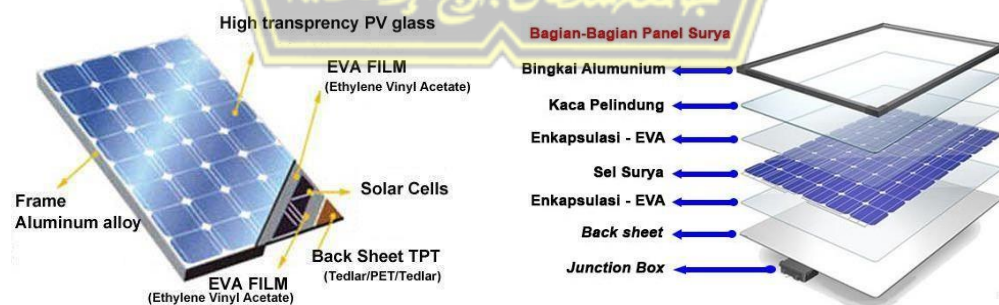 High transprency PV glass
EVA FILM
(Ethylene Vinyl Acetate)
Solar Cells
Frame
Aluminum alloy
Back Sheet TPT
(Tedlar/PET/Tedlar)
EVA FILM
(Ethylene Vinyl Acetate)
Bagian-Bagian Panel Surya
Bingkai Alumunium
Kaca Pelindung
Enkapsulasi - EVA
Sel Surya
Enkapsulasi - EVA
Back sheet
Junction Box